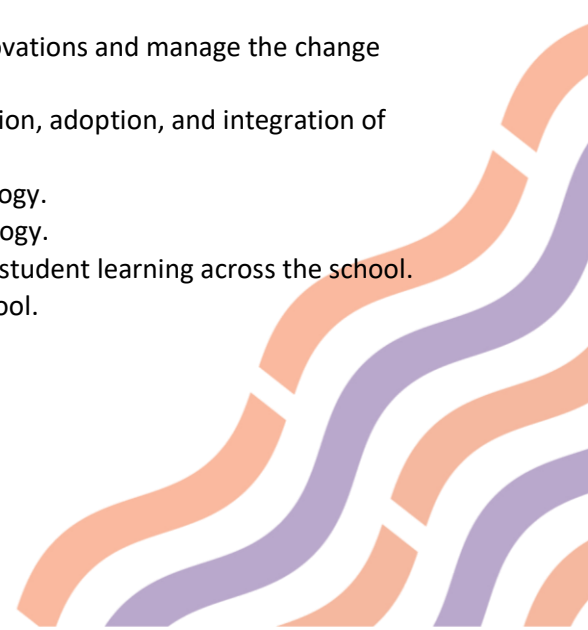 ovations and manage the change
ion, adoption, and integration of
ogy.
ogy.
student learning across the school.
ool.